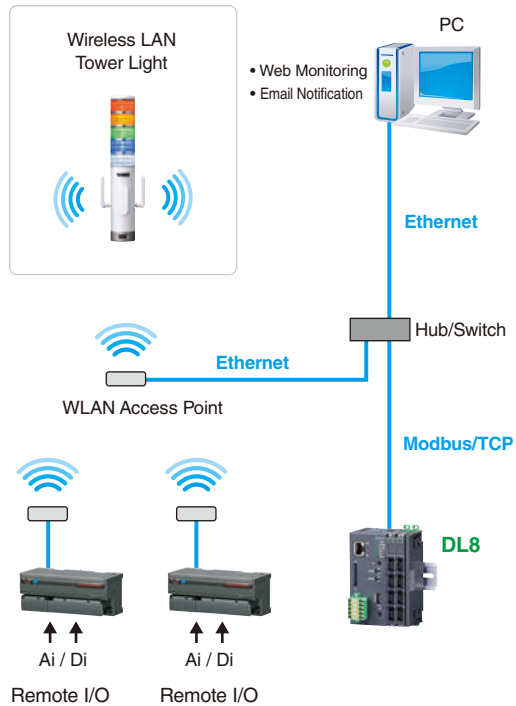 Wireless LAN
Tower Light
PC
• Web Monitoring
• Email Notification
Ethernet
Hub/Switch
Ethernet
WLAN Access Point
Modbus/TCP
DL8
Ai / Di
Ai / Di
Remote I/O
Remote I/O